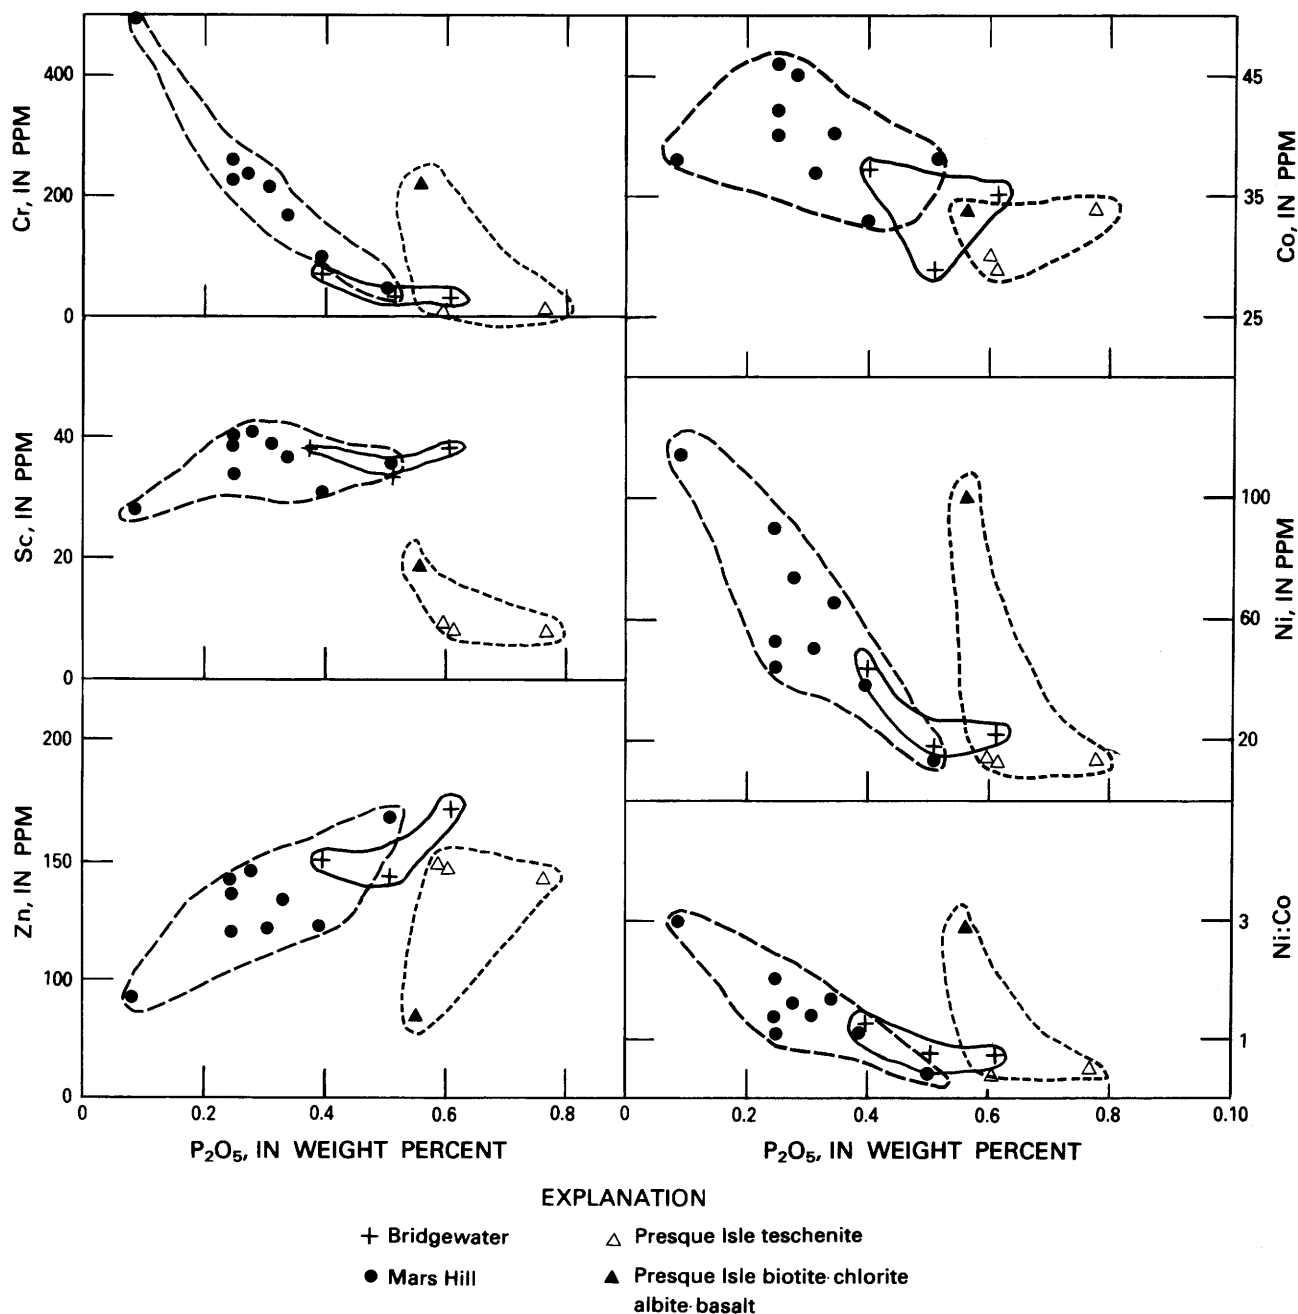 Cr, IN PPM
400
200
0
Sc, IN PPM
40
20
0
Zn, IN PPM
200
150
100
0
0 0.2 0.4 0.6 0.8
P₂O₅, IN WEIGHT PERCENT
45
35
25
Co, IN PPM
100
60
20
Ni, IN PPM
3
1
Ni:Co
0 0.2 0.4 0.6 0.8 0.10
P₂O₅, IN WEIGHT PERCENT
EXPLANATION
+ Bridgewater
● Mars Hill
△ Presque Isle teschenite
▲ Presque Isle biotite-chlorite
albite-basalt